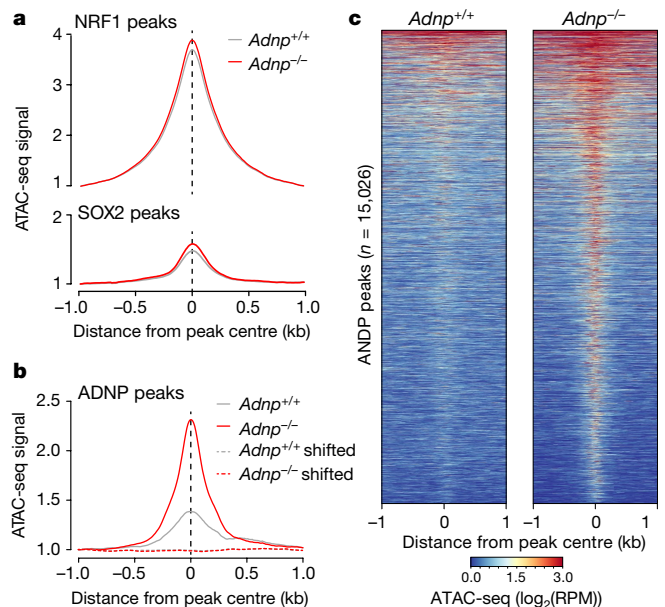 a
NRF1 peaks
Adnp+/+
Adnp−/−
4
3
2
1
ATAC-seq signal
SOX2 peaks
2
1
−1.0 −0.5 0 0.5 1.0
Distance from peak centre (kb)
b
ADNP peaks
Adnp+/+
Adnp−/−
Adnp+/+ shifted
Adnp−/− shifted
2.5
2.0
1.5
1.0
ATAC-seq signal
−1.0 −0.5 0 0.5 1.0
Distance from peak centre (kb)
c
Adnp+/+ Adnp−/−
ANDP peaks (n = 15,026)
−1 0 1 −1 0 1
Distance from peak centre (kb)
0.0 1.5 3.0
ATAC-seq (log2(RPM))